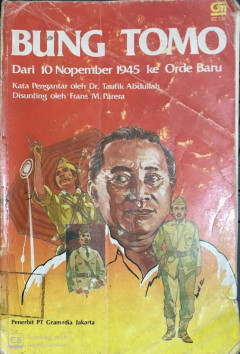 BUNG TOMO
Dari 10 Nopember 1945 ke Orde Baru
Kata Pengantar oleh Dr. Taufik Abdullah
Disunting oleh Frans M. Parera
Penerbit PT Gramedia Jakarta
CS